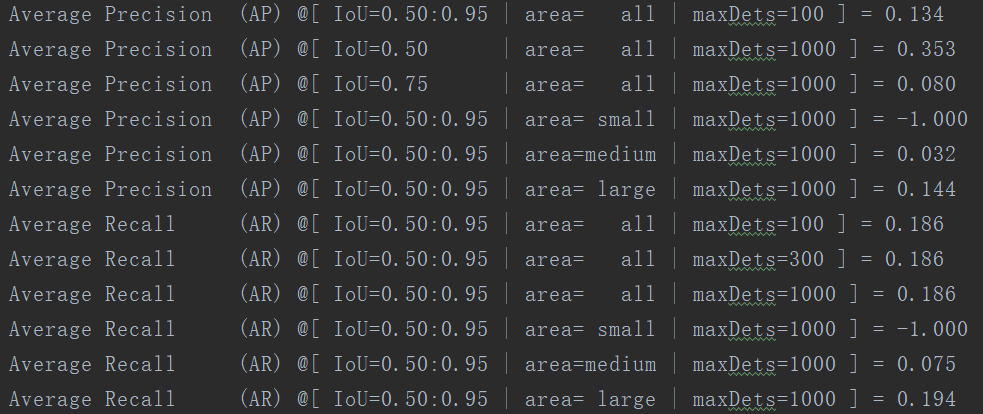 Average Precision  (AP) @[ IoU=0.50:0.95 | area=   all | maxDets=100 ] = 0.134
Average Precision  (AP) @[ IoU=0.50      | area=   all | maxDets=1000 ] = 0.353
Average Precision  (AP) @[ IoU=0.75      | area=   all | maxDets=1000 ] = 0.080
Average Precision  (AP) @[ IoU=0.50:0.95 | area= small | maxDets=1000 ] = -1.000
Average Precision  (AP) @[ IoU=0.50:0.95 | area=medium | maxDets=1000 ] = 0.032
Average Precision  (AP) @[ IoU=0.50:0.95 | area= large | maxDets=1000 ] = 0.144
Average Recall     (AR) @[ IoU=0.50:0.95 | area=   all | maxDets=100 ] = 0.186
Average Recall     (AR) @[ IoU=0.50:0.95 | area=   all | maxDets=300 ] = 0.186
Average Recall     (AR) @[ IoU=0.50:0.95 | area=   all | maxDets=1000 ] = 0.186
Average Recall     (AR) @[ IoU=0.50:0.95 | area= small | maxDets=1000 ] = -1.000
Average Recall     (AR) @[ IoU=0.50:0.95 | area=medium | maxDets=1000 ] = 0.075
Average Recall     (AR) @[ IoU=0.50:0.95 | area= large | maxDets=1000 ] = 0.194